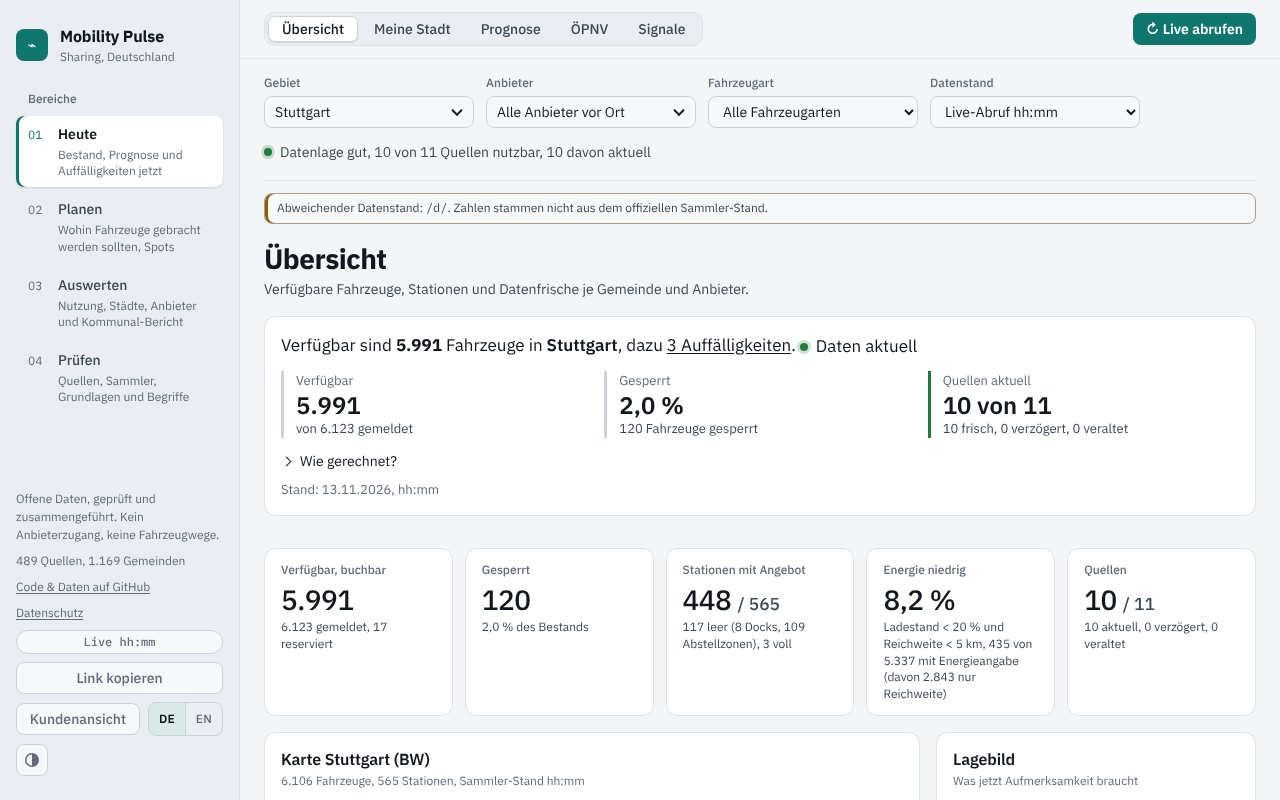 Mobility Pulse
Sharing, Deutschland
Bereiche
01 Heute
Bestand, Prognose und
Auffälligkeiten jetzt
02 Planen
Wohin Fahrzeuge gebracht
werden sollten, Spots
03 Auswerten
Nutzung, Städte, Anbieter
und Kommunal-Bericht
04 Prüfen
Quellen, Sammler,
Grundlagen und Begriffe
Offene Daten, geprüft und
zusammengeführt. Kein
Anbieterzugang, keine Fahrzeugwege.
489 Quellen, 1.169 Gemeinden
Code & Daten auf GitHub
Datenschutz
Live hh:mm
Link kopieren
Kundenansicht DE EN
Übersicht Meine Stadt Prognose ÖPNV Signale
↻ Live abrufen
Gebiet Anbieter Fahrzeugart Datenstand
Stuttgart Alle Anbieter vor Ort Alle Fahrzeugarten Live-Abruf hh:mm
Datenlage gut, 10 von 11 Quellen nutzbar, 10 davon aktuell
Abweichender Datenstand: /d/. Zahlen stammen nicht aus dem offiziellen Sammler-Stand.
Übersicht
Verfügbare Fahrzeuge, Stationen und Datenfrische je Gemeinde und Anbieter.
Verfügbar sind 5.991 Fahrzeuge in Stuttgart, dazu 3 Auffälligkeiten. Daten aktuell
Verfügbar
5.991
von 6.123 gemeldet
Gesperrt
2,0 %
120 Fahrzeuge gesperrt
Quellen aktuell
10 von 11
10 frisch, 0 verzögert, 0 veraltet
Wie gerechnet?
Stand: 13.11.2026, hh:mm
Verfügbar, buchbar
5.991
6.123 gemeldet, 17
reserviert
Gesperrt
120
2,0 % des Bestands
Stationen mit Angebot
448 / 565
117 leer (8 Docks, 109
Abstellzonen), 3 voll
Energie niedrig
8,2 %
Ladestand < 20 % und
Reichweite < 5 km, 435 von
5.337 mit Energieangabe
(davon 2.843 nur
Reichweite)
Quellen
10 / 11
10 aktuell, 0 verzögert, 0
veraltet
Karte Stuttgart (BW)
6.106 Fahrzeuge, 565 Stationen, Sammler-Stand hh:mm
Lagebild
Was jetzt Aufmerksamkeit braucht